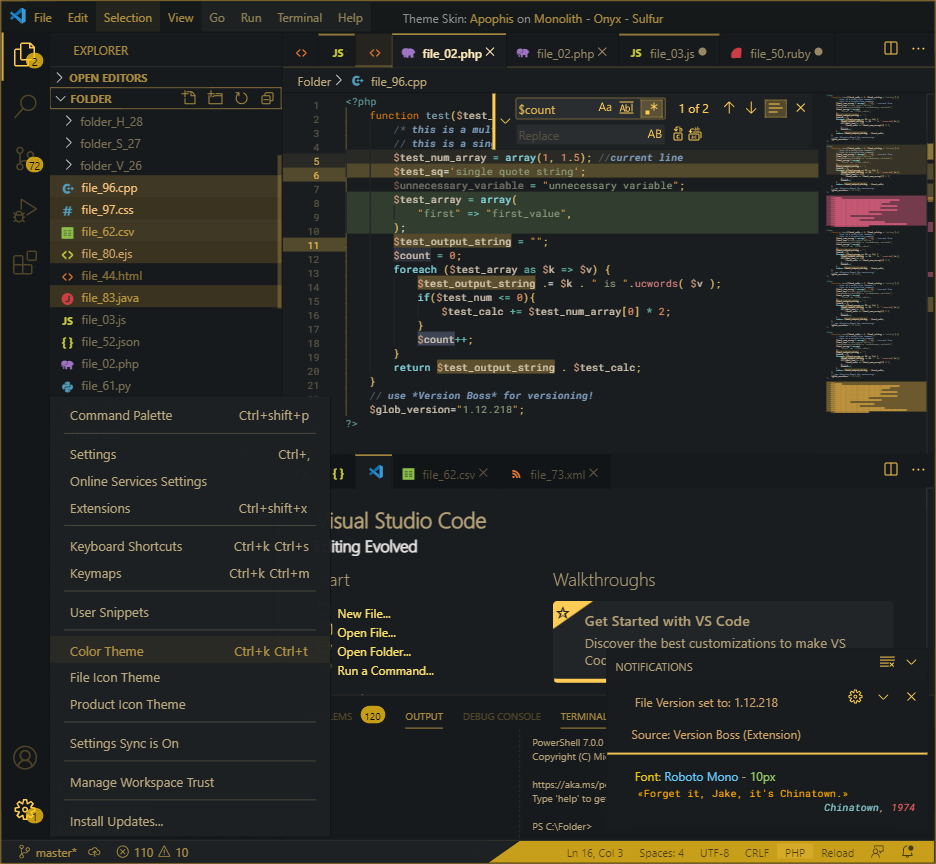 File Edit Selection View Go Run Terminal Help Theme Skin: Apophis on Monolith - Onyx - Sulfur
EXPLORER
2
OPEN EDITORS
FOLDER
folder_H_28
folder_S_27
folder_V_26
72
file_96.cpp
file_97.css
file_62.csv
file_80.ejs
file_44.html
file_83.java
file_03.js
file_52.json
file_02.php
file_61.py
JS file_02.php file_02.php JS file_03.js file_50.ruby
Folder file_96.cpp
$count Aa Ab .* 1 of 2
Replace AB
1 <?php
2 function test($test_
3 /* this is a mul
4 // this is a sin
5 $test_num_array = array(1, 1.5); //current line
6 $test_sq='single quote string';
7 $unnecessary_variable = "unnecessary variable";
8 $test_array = array(
9 "first" => "first_value",
10 );
11 $test_output_string = "";
12 $count = 0;
13 foreach ($test_array as $k => $v) {
14 $test_output_string .= $k . " is ".ucwords( $v );
15 if($test_num <= 0){
16 $test_calc += $test_num_array[0] * 2;
17 }
18 $count++;
19 }
20 return $test_output_string . $test_calc;
21 }
// use *Version Boss* for versioning!
$glob_version="1.12.218";
?>
Command Palette Ctrl+shift+p
Settings Ctrl+,
Online Services Settings
Extensions Ctrl+shift+x
Keyboard Shortcuts Ctrl+k Ctrl+s
Keymaps Ctrl+k Ctrl+m
User Snippets
Color Theme Ctrl+k Ctrl+t
File Icon Theme
Product Icon Theme
Settings Sync is On
Manage Workspace Trust
Install Updates...
1
{} file_62.csv file_73.xml
isual Studio Code
iting Evolved
art
New File...
Open File...
Open Folder...
Run a Command...
Walkthroughs
Get Started with VS Code
Discover the best customizations to make VS
Coc
LEMS 120 OUTPUT DEBUG CONSOLE TERMINAL
PowerShell 7.0.0
Copyright (C) Mi
https://aka.ms/p
Type 'help' to ge
PS C:\Folder>
NOTIFICATIONS
File Version set to: 1.12.218
Source: Version Boss (Extension)
Font: Roboto Mono - 10px
«Forget it, Jake, it's Chinatown.»
Chinatown, 1974
master* 110 10 Ln 16, Col 3 Spaces: 4 UTF-8 CRLF PHP Reload